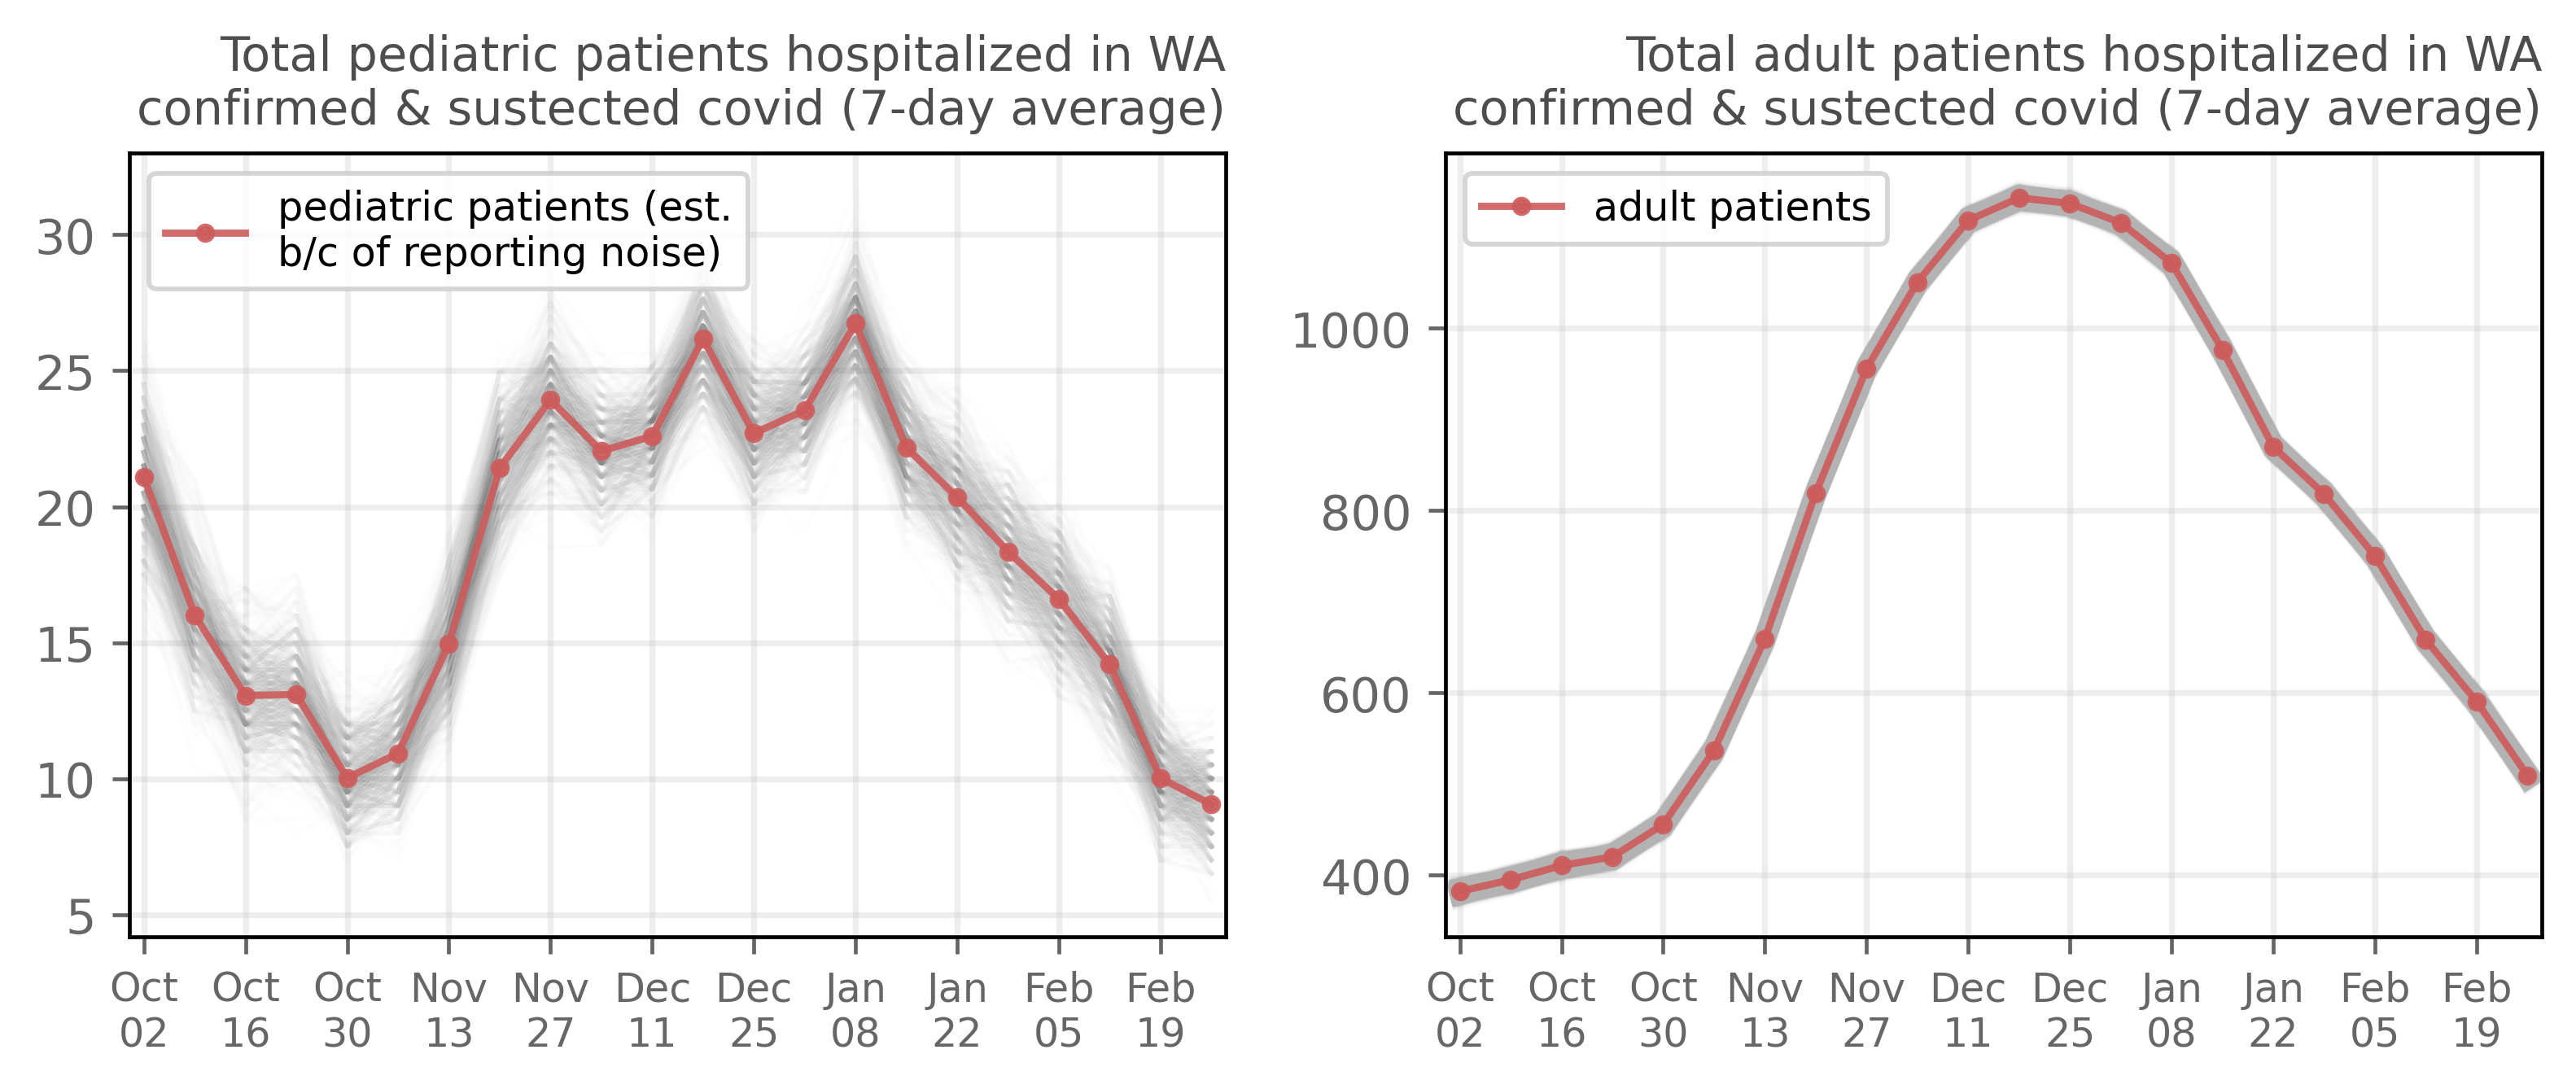 Total pediatric patients hospitalized in WA
confirmed & sustected covid (7-day average)
pediatric patients (est.
b/c of reporting noise)
30
25
20
15
10
5
Oct Oct Oct Nov Nov Dec Dec Jan Jan Feb Feb
02 16 30 13 27 11 25 08 22 05 19
Total adult patients hospitalized in WA
confirmed & sustected covid (7-day average)
adult patients
1000
800
600
400
Oct Oct Oct Nov Nov Dec Dec Jan Jan Feb Feb
02 16 30 13 27 11 25 08 22 05 19